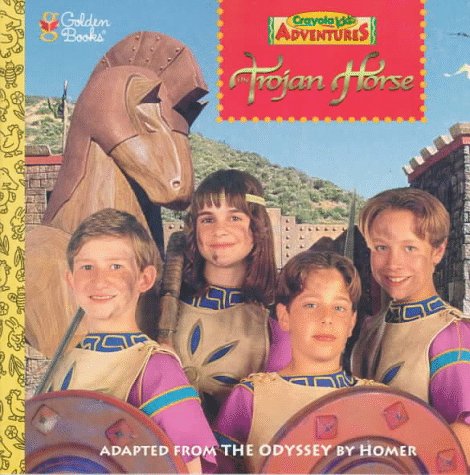 Golden
Books®
Crayola Kids
ADVENTURES
THE Trojan Horse
ADAPTED FROM THE ODYSSEY BY HOMER